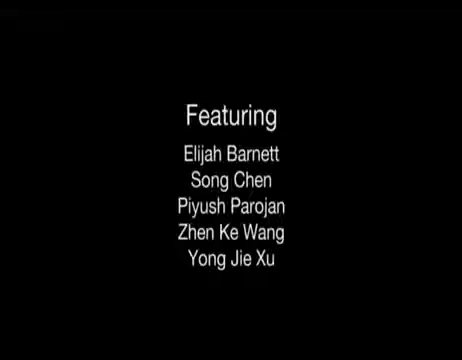 Featuring
Elijah Barnett
Song Chen
Piyush Parojan
Zhen Ke Wang
Yong Jie Xu